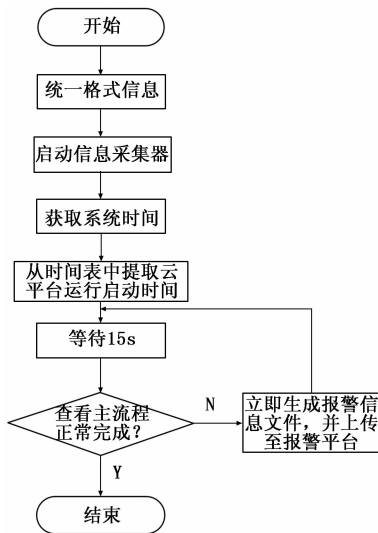 开始
统一格式信息
启动信息采集器
获取系统时间
从时间表中提取云
平台运行启动时间
等待15s
查看主流程
正常完成？
N
立即生成报警信
息文件，并上传
至报警平台
Y
结束